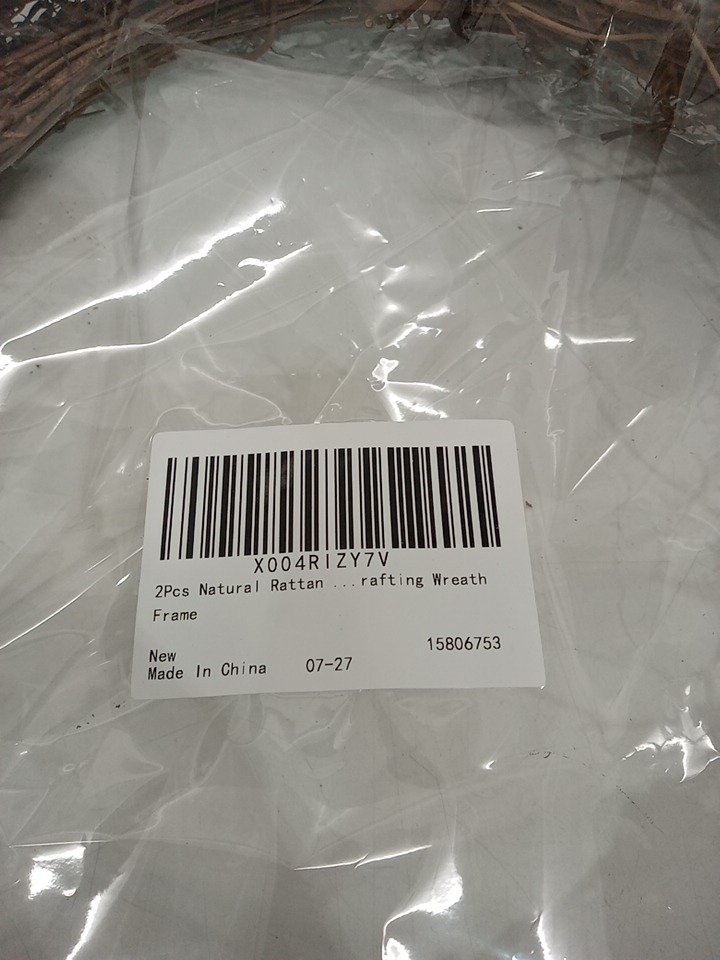 X004RIZY7V
2Pcs Natural Rattan ...rafting Wreath
Frame
New
15806753
Made In China 07-27